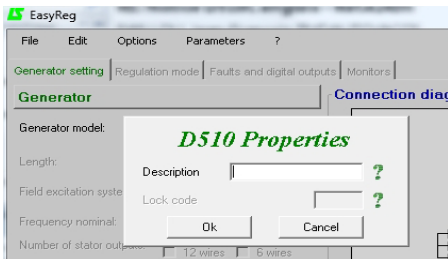 EasyReg
File Edit Options Parameters ?
Generator setting Regulation mode Faults and digital outputs Monitors
Generator
Connection diag
Generator model:
D510 Properties
Description ?
Length:
Lock code ?
Field excitation syste
Ok Cancel
Frequency nominal:
Number of stator outputs: 12 wires 6 wires